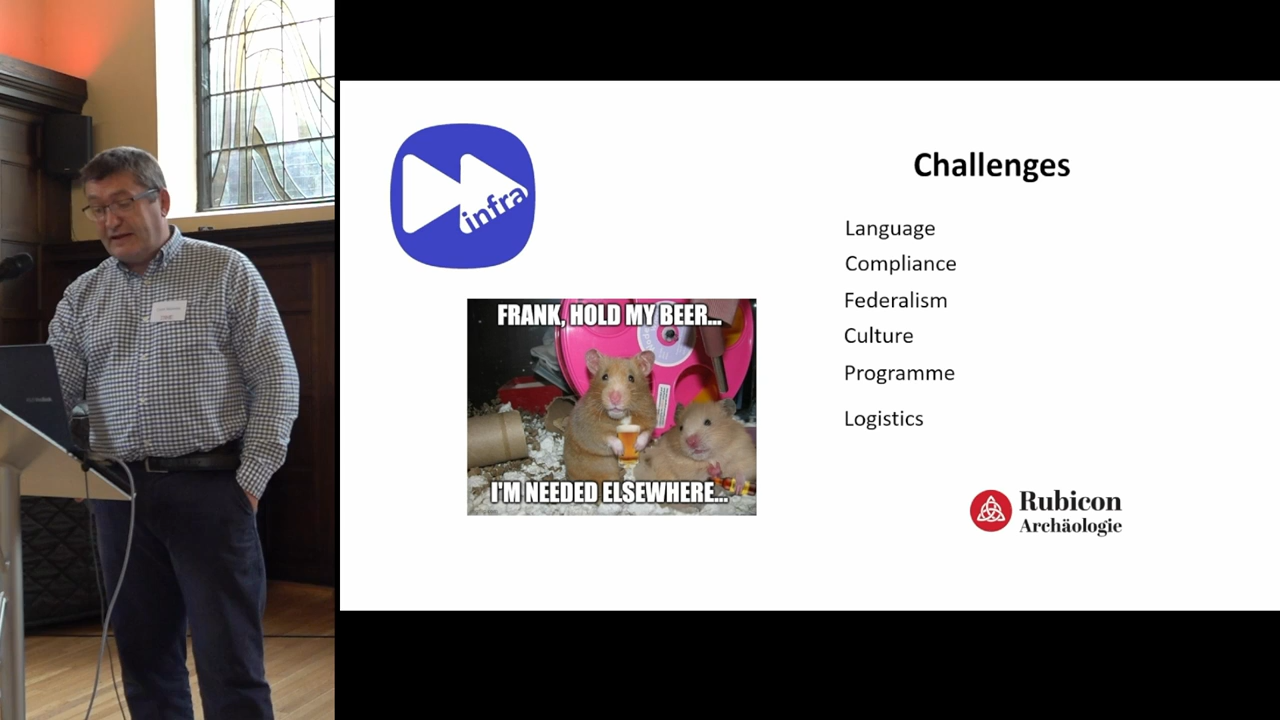 infra
Challenges
Language
Compliance
Federalism
Culture
Programme
Logistics
FRANK, HOLD MY BEER...
I'M NEEDED ELSEWHERE...
Rubicon
Archäologie